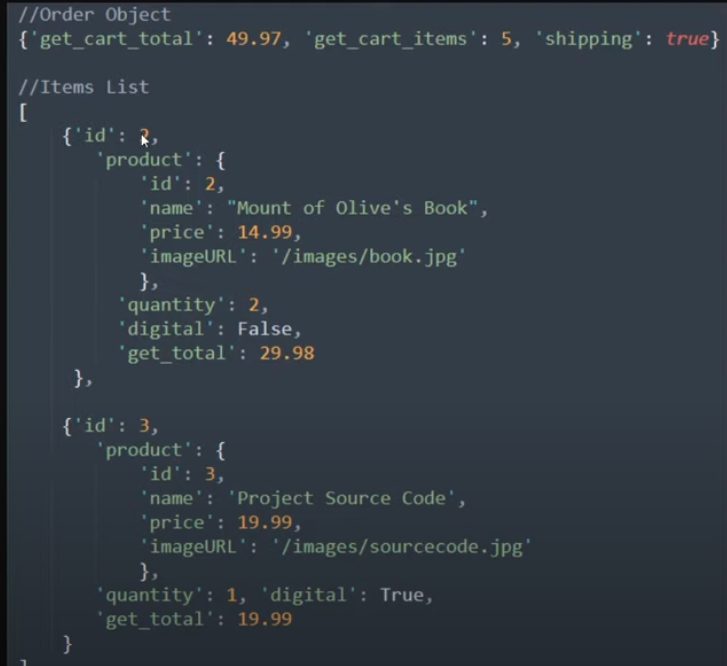 //Order Object
{'get_cart_total': 49.97, 'get_cart_items': 5, 'shipping': true}
//Items List
[
{'id': 2,
'product': {
'id': 2,
'name': "Mount of Olive's Book",
'price': 14.99,
'imageURL': '/images/book.jpg'
},
'quantity': 2,
'digital': False,
'get_total': 29.98
},
{'id': 3,
'product': {
'id': 3,
'name': 'Project Source Code',
'price': 19.99,
'imageURL': '/images/sourcecode.jpg'
},
'quantity': 1, 'digital': True,
'get_total': 19.99
}
]